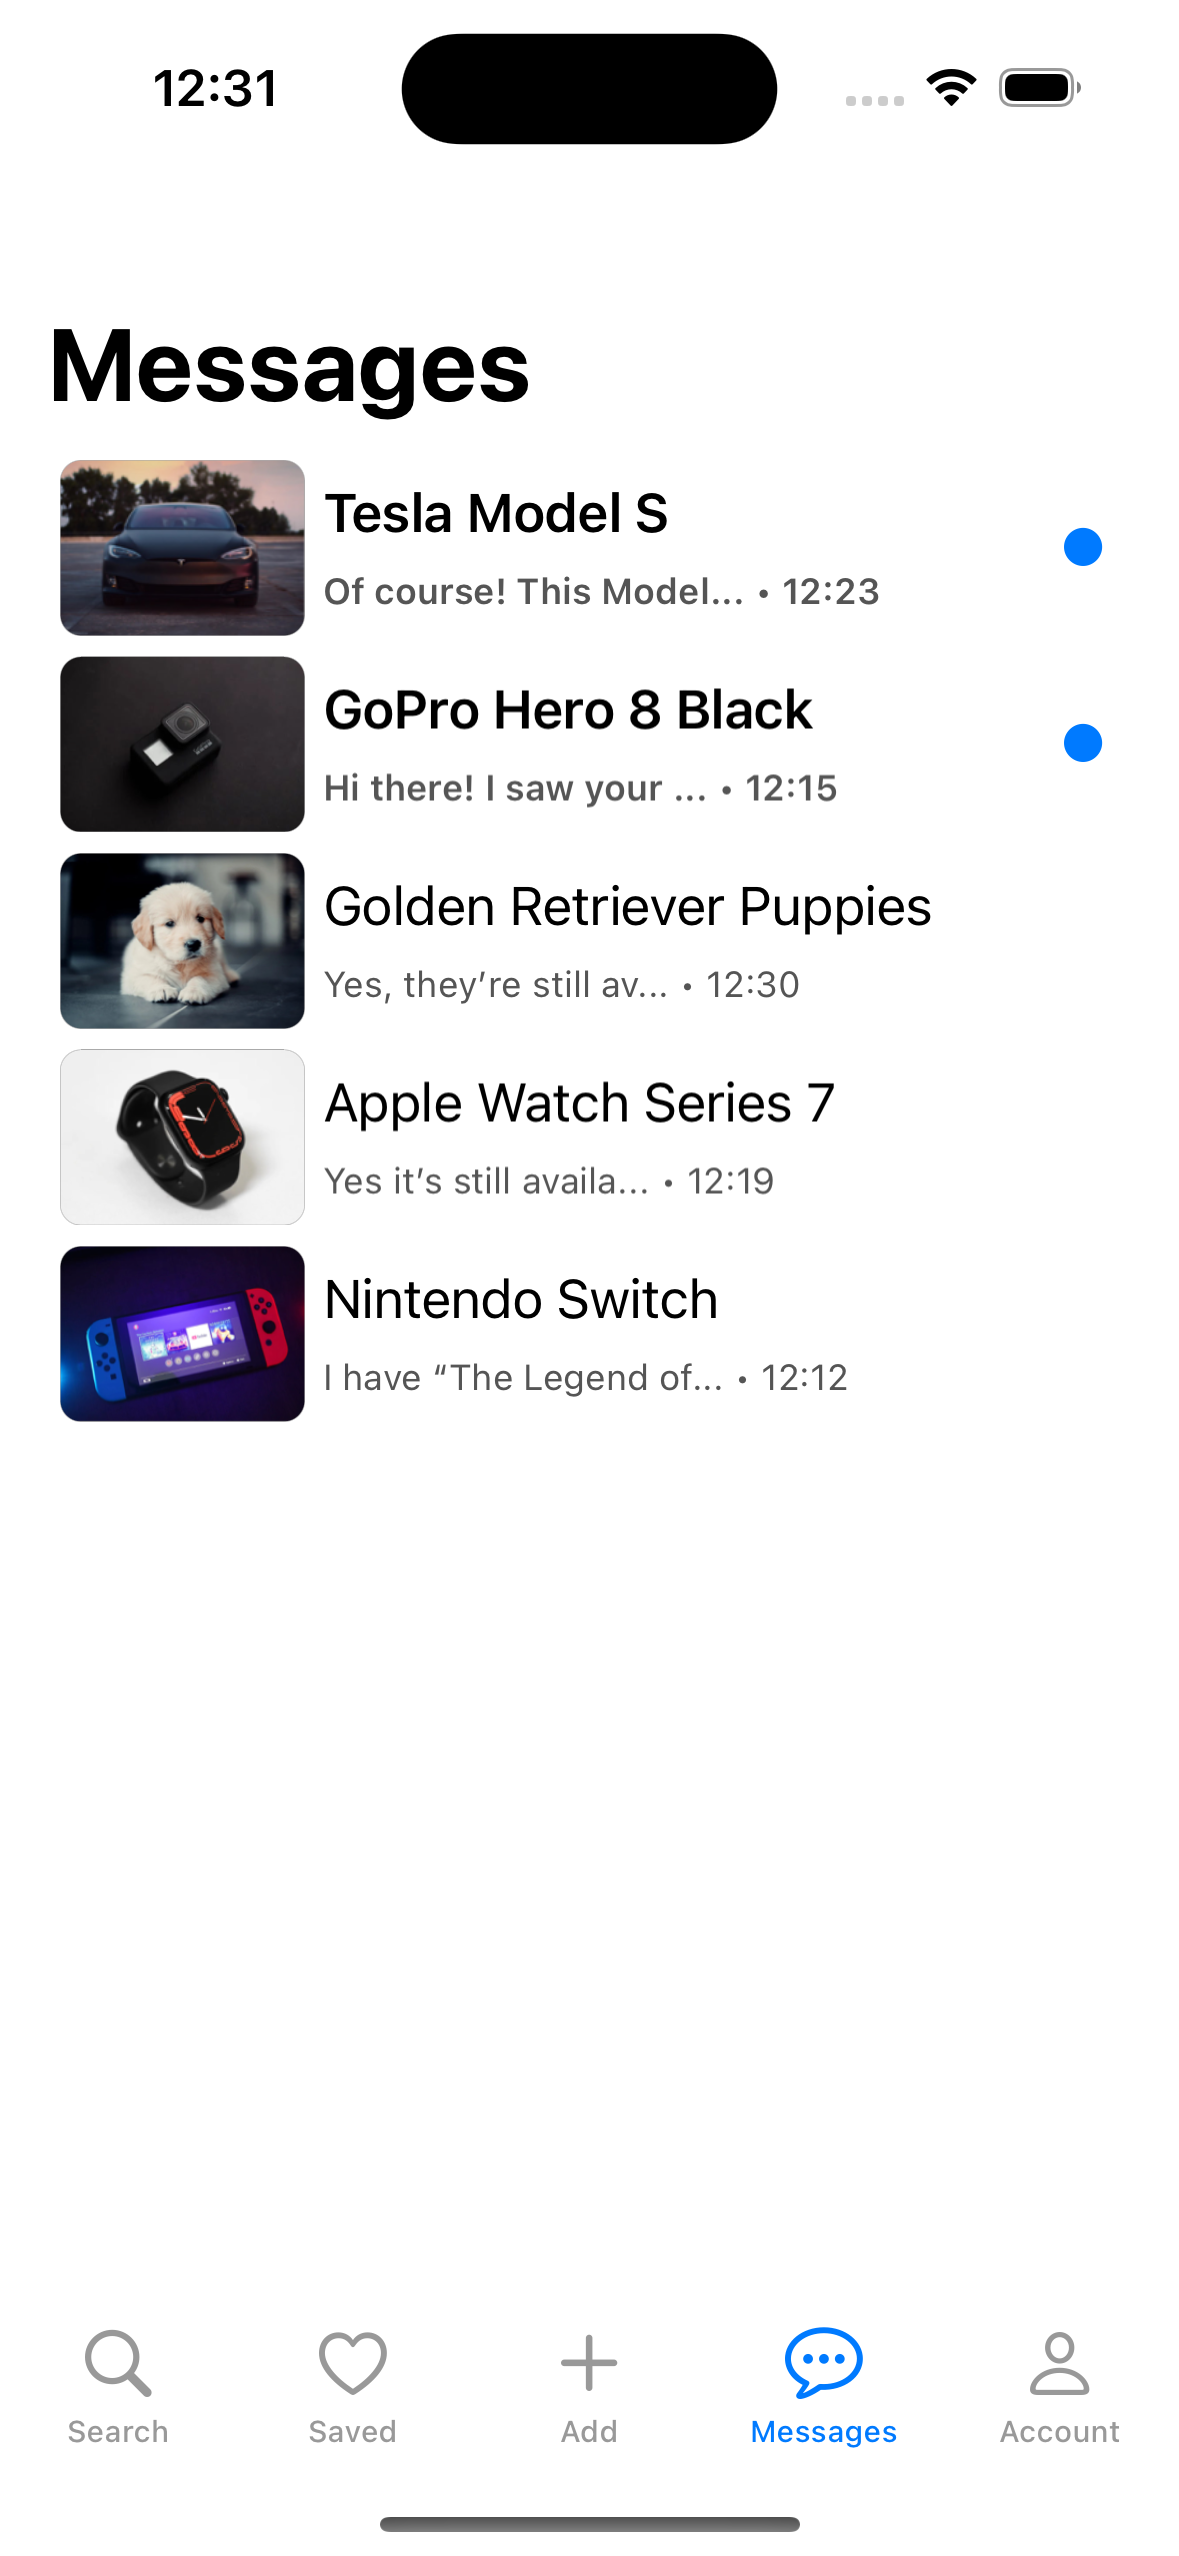 12:31
Messages
Tesla Model S
Of course! This Model... • 12:23
GoPro Hero 8 Black
Hi there! I saw your ... • 12:15
Golden Retriever Puppies
Yes, they’re still av... • 12:30
Apple Watch Series 7
Yes it’s still availa... • 12:19
Nintendo Switch
I have “The Legend of... • 12:12
Search
Saved
Add
Messages
Account